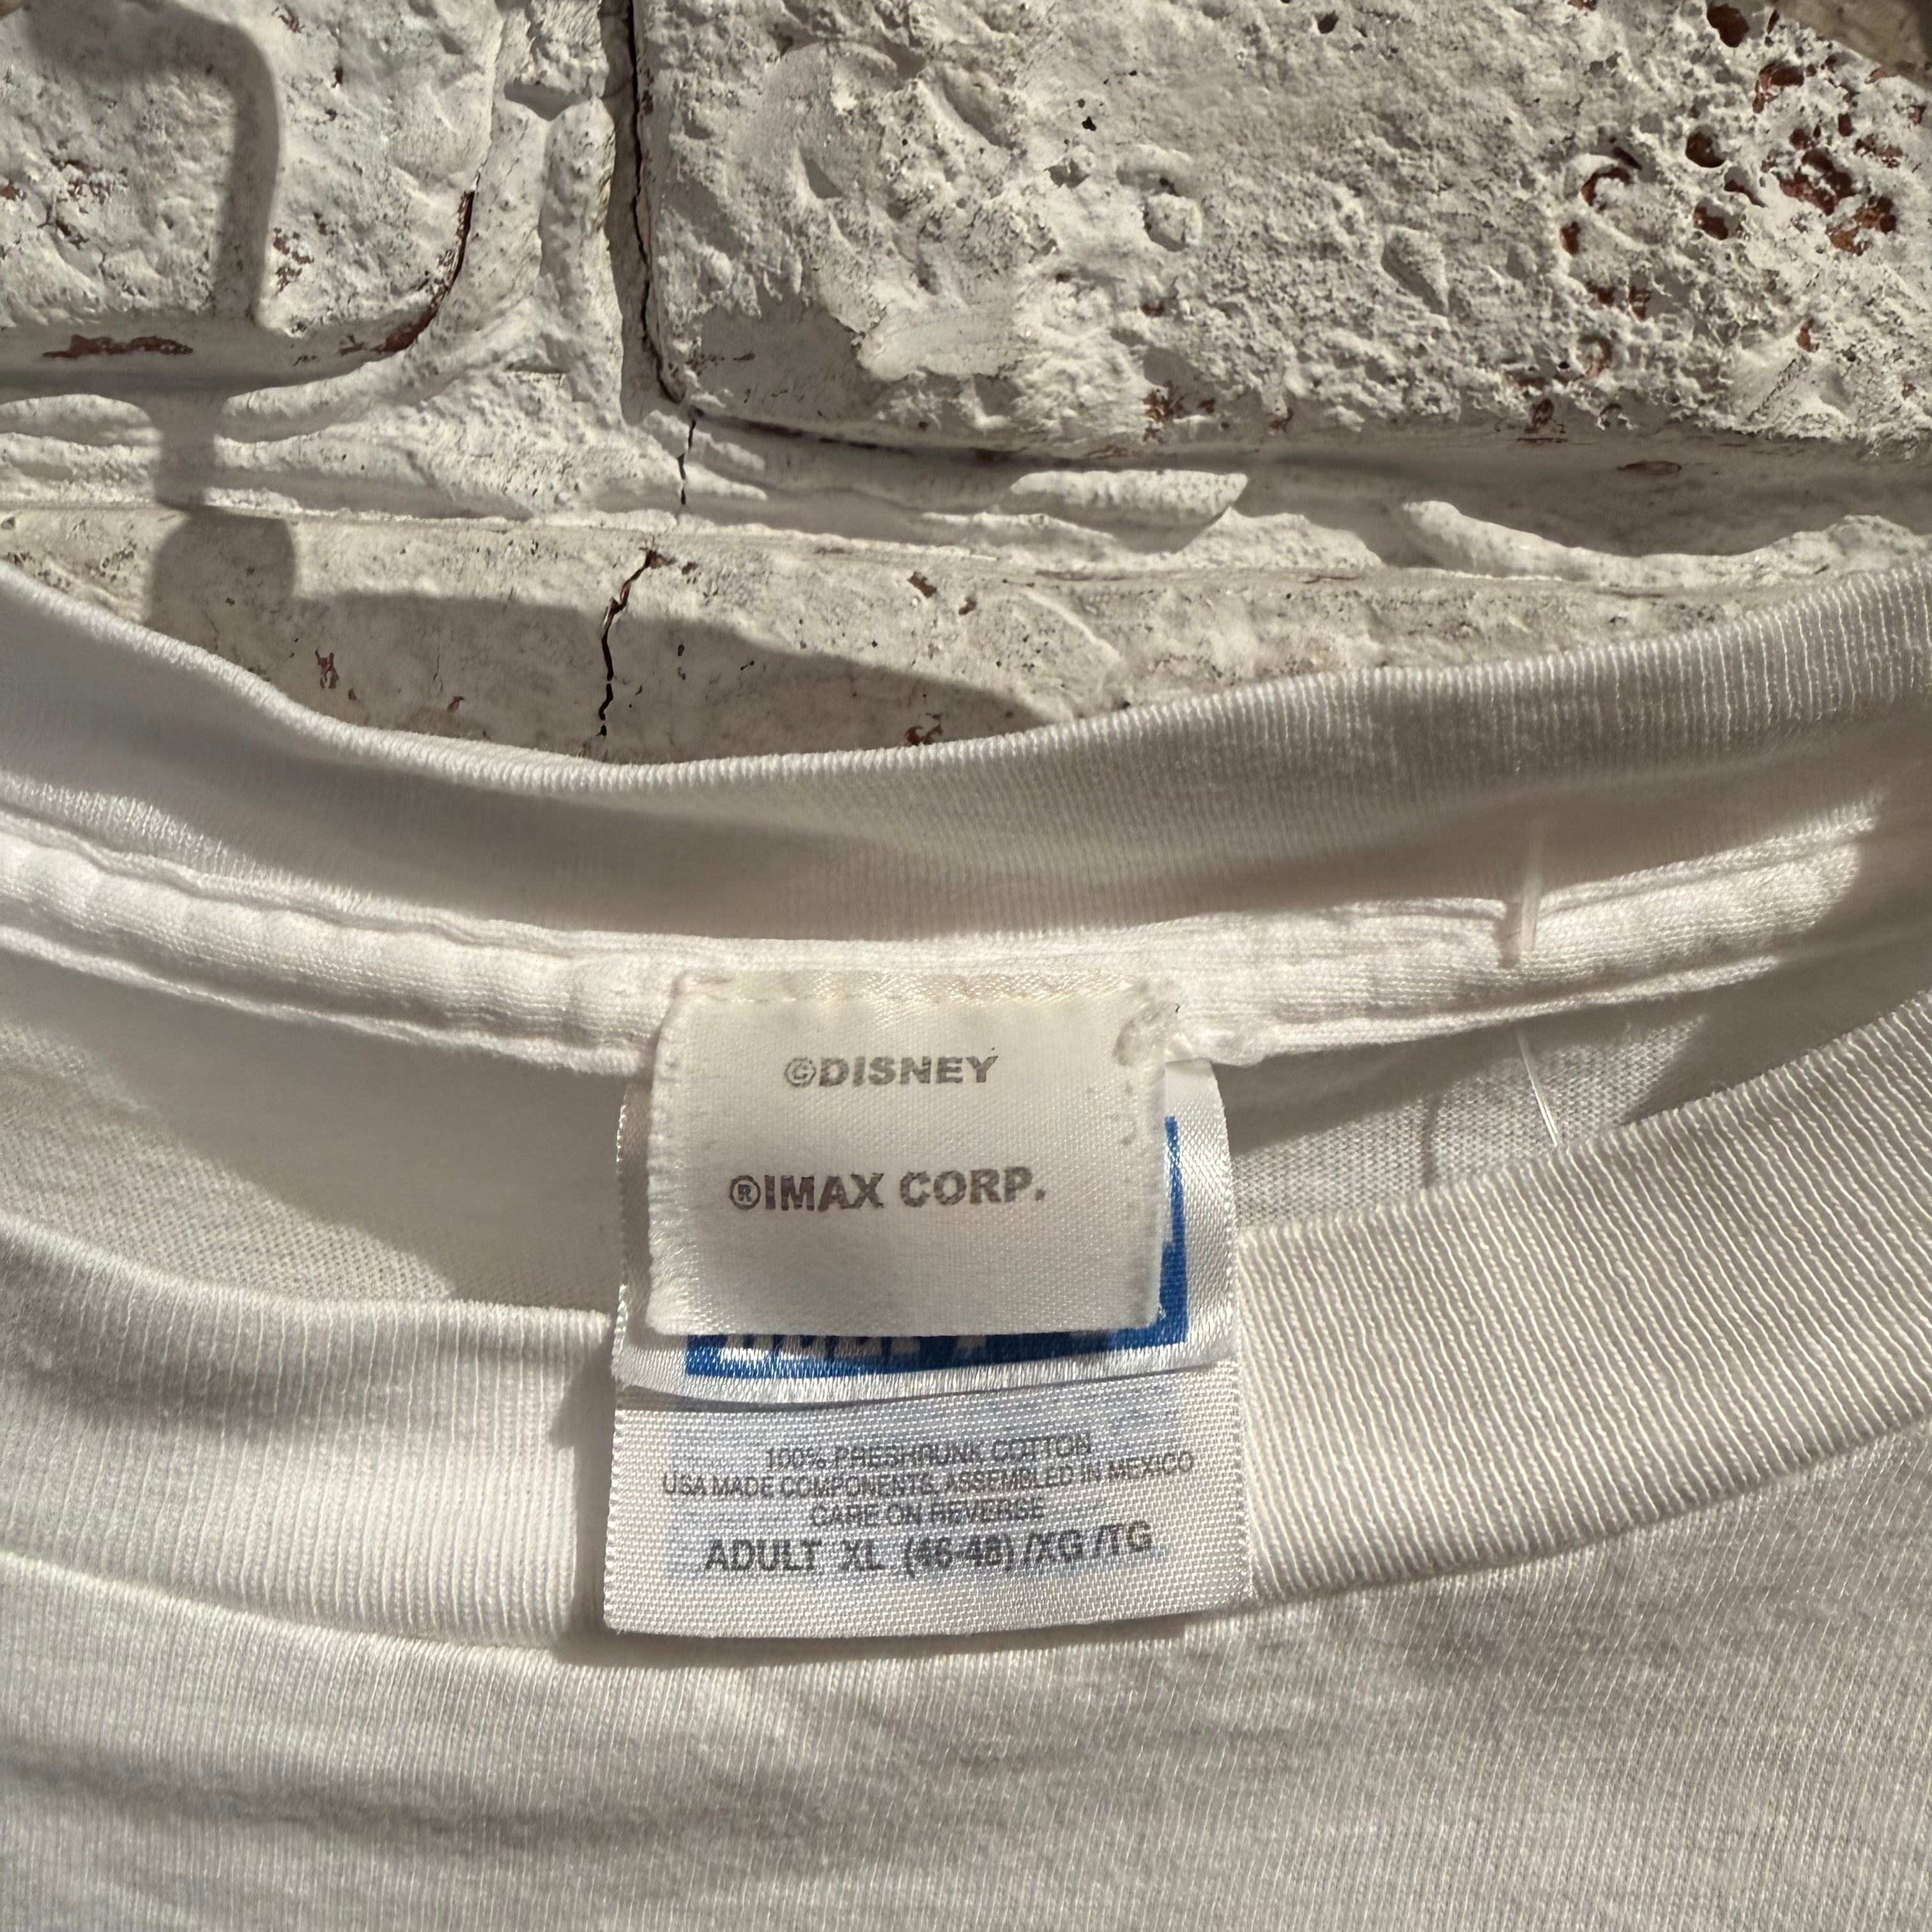 ©DISNEY
®IMAX CORP.
100% PRESHRUNK COTTON
USA MADE COMPONENTS, ASSEMBLED IN MEXICO
CARE ON REVERSE
ADULT XL (46-48) /XG /TG